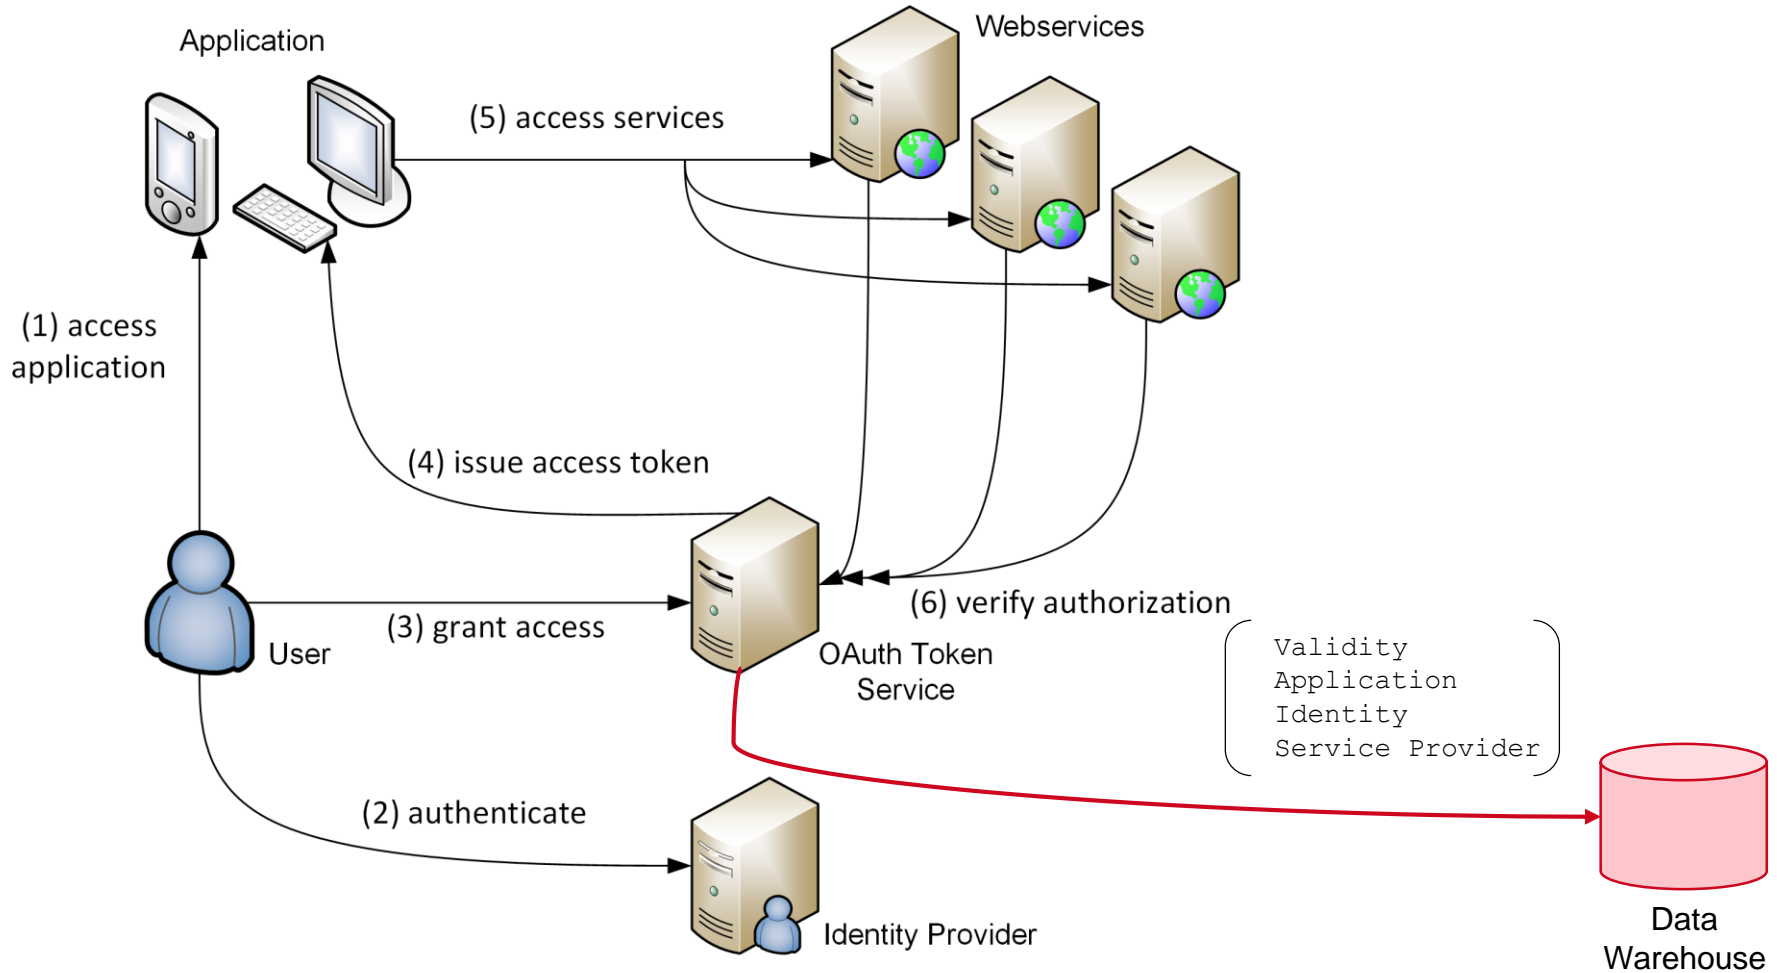 Application
Webservices
(5) access services
(1) access
application
(4) issue access token
(3) grant access
User
(6) verify authorization
OAuth Token
Service
Validity
Application
Identity
Service Provider
(2) authenticate
Identity Provider
Data
Warehouse